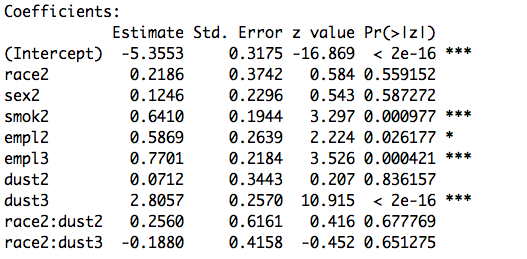 Coefficients:
Estimate Std. Error z value Pr(>|z|)
(Intercept) -5.3553 0.3175 -16.869 < 2e-16 ***
race2 0.2186 0.3742 0.584 0.559152
sex2 0.1246 0.2296 0.543 0.587272
smok2 0.6410 0.1944 3.297 0.000977 ***
empl2 0.5869 0.2639 2.224 0.026177 *
empl3 0.7701 0.2184 3.526 0.000421 ***
dust2 0.0712 0.3443 0.207 0.836157
dust3 2.8057 0.2570 10.915 < 2e-16 ***
race2:dust2 0.2560 0.6161 0.416 0.677769
race2:dust3 -0.1880 0.4158 -0.452 0.651275